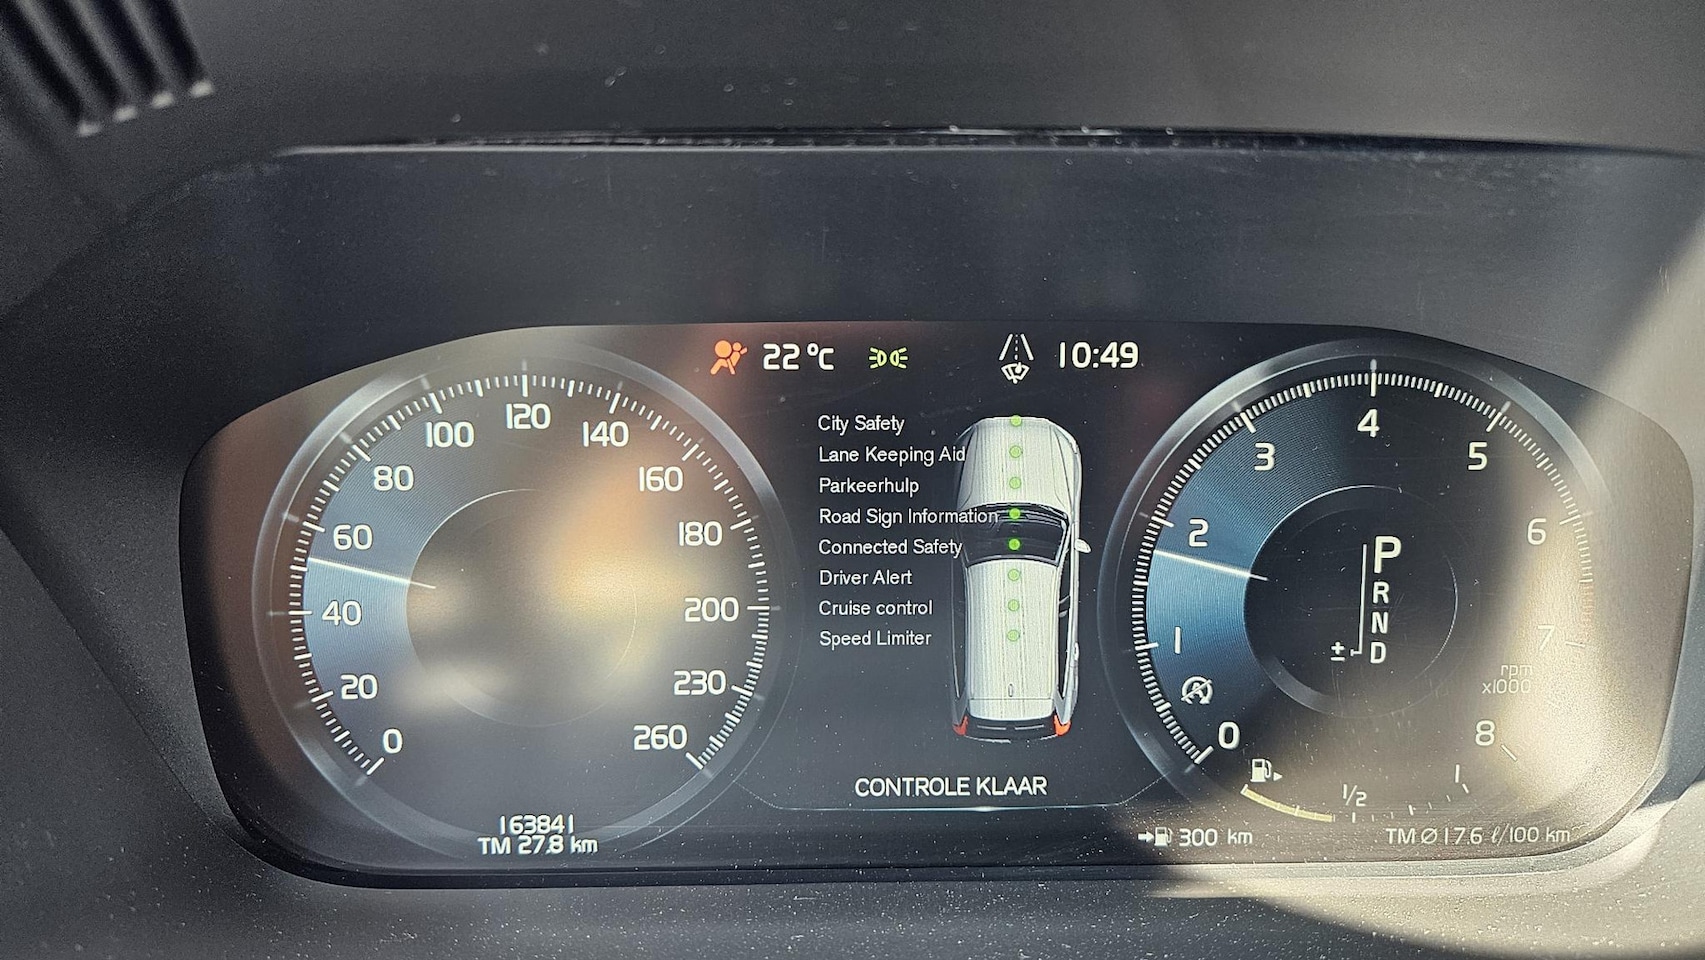 22 °C
10:49
0
20
40
60
80
100
120
140
160
180
200
230
260
163841
TM 27.8 km
City Safety
Lane Keeping Aid
Parkeerhulp
Road Sign Information
Connected Safety
Driver Alert
Cruise control
Speed Limiter
CONTROLE KLAAR
0
1
2
3
4
5
6
7
8
rpm
x1000
P
R
N
D
±
A
1/2
1
300 km
TM Ø 17.6 ℓ/100 km